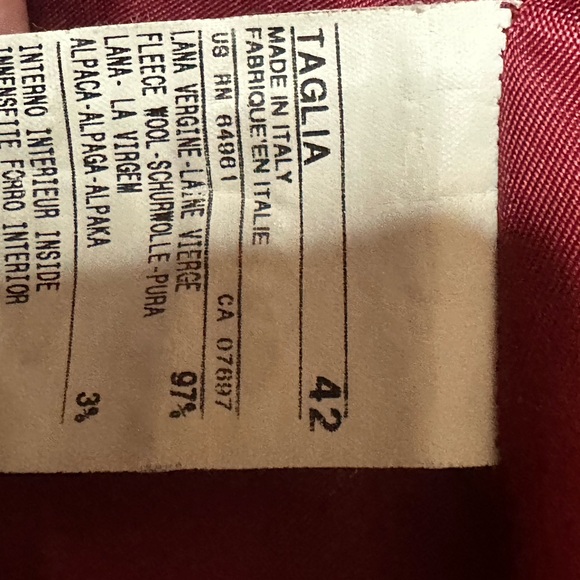 TAGLIA 42
MADE IN ITALY
FABRIQUE'EN ITALIE
US RN 64961 CA 07697
LANA VERGINE-LAINE VIERGE 97%
FLEECE WOOL-SCHURWOLLE-PURA
LANA - LA VIRGEM
ALPACA-ALPAGA-ALPAKA 3%
INTERNO INTERIEUR INSIDE
INNENSEITE FORRO INTERIOR